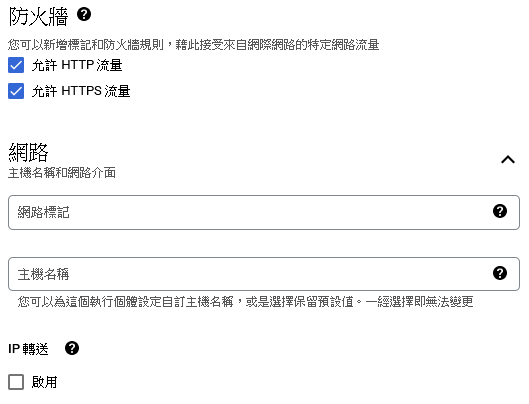 防火牆
您可以新增標記和防火牆規則，藉此接受來自網際網路的特定網路流量
允許 HTTP 流量
允許 HTTPS 流量
網路
主機名稱和網路介面
網路標記
主機名稱
您可以為這個執行個體設定自訂主機名稱，或是選擇保留預設值。一經選擇即無法變更
IP 轉送
啟用